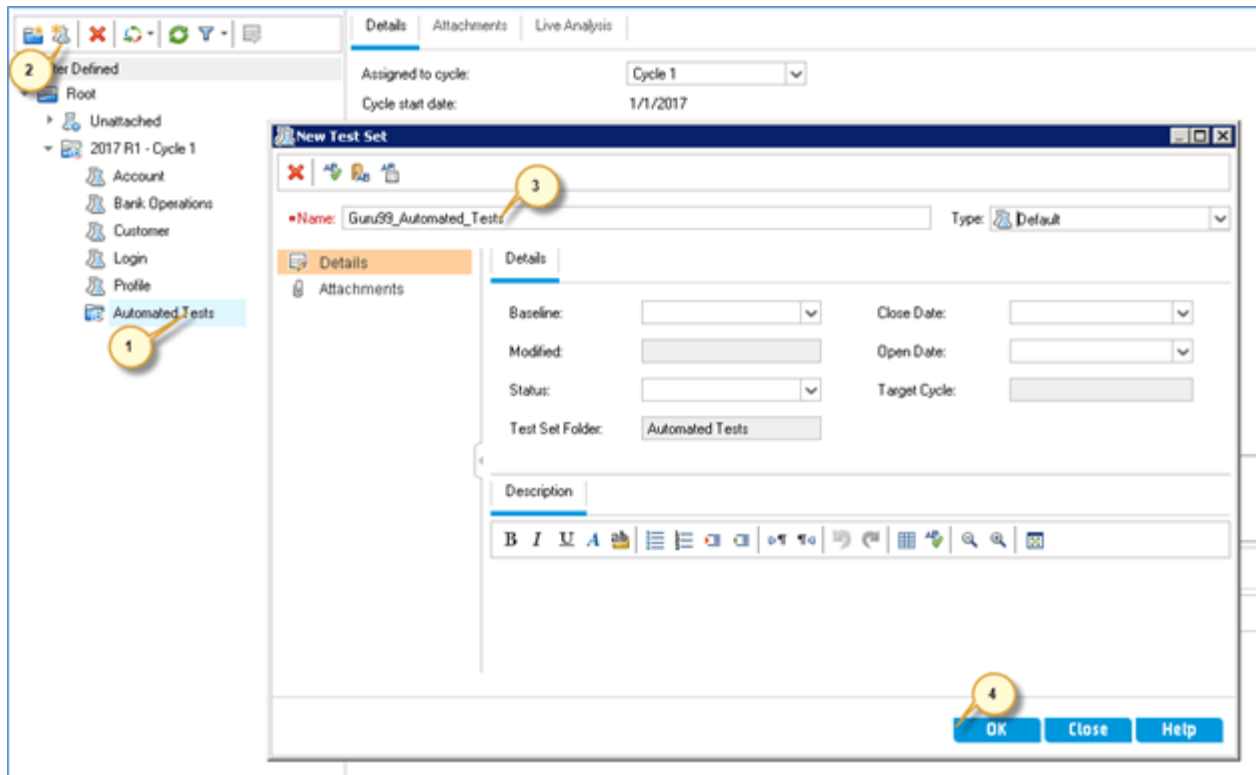 Details Attachments Live Analysis
2
Defined
Assigned to cycle: Cycle 1
Root
Cycle start date: 1/1/2017
Unattached
New Test Set
2017 R1 - Cycle 1
Account
3
Bank Operations
Name: Guru99_Automated_Tests Type: Default
Customer
Login
Details
Details
Profile
Attachments
Automated Tests
Baseline: Close Date:
1
Modified: Open Date:
Status: Target Cycle:
Test Set Folder: Automated Tests
Description
B I U A ab
4
OK Close Help